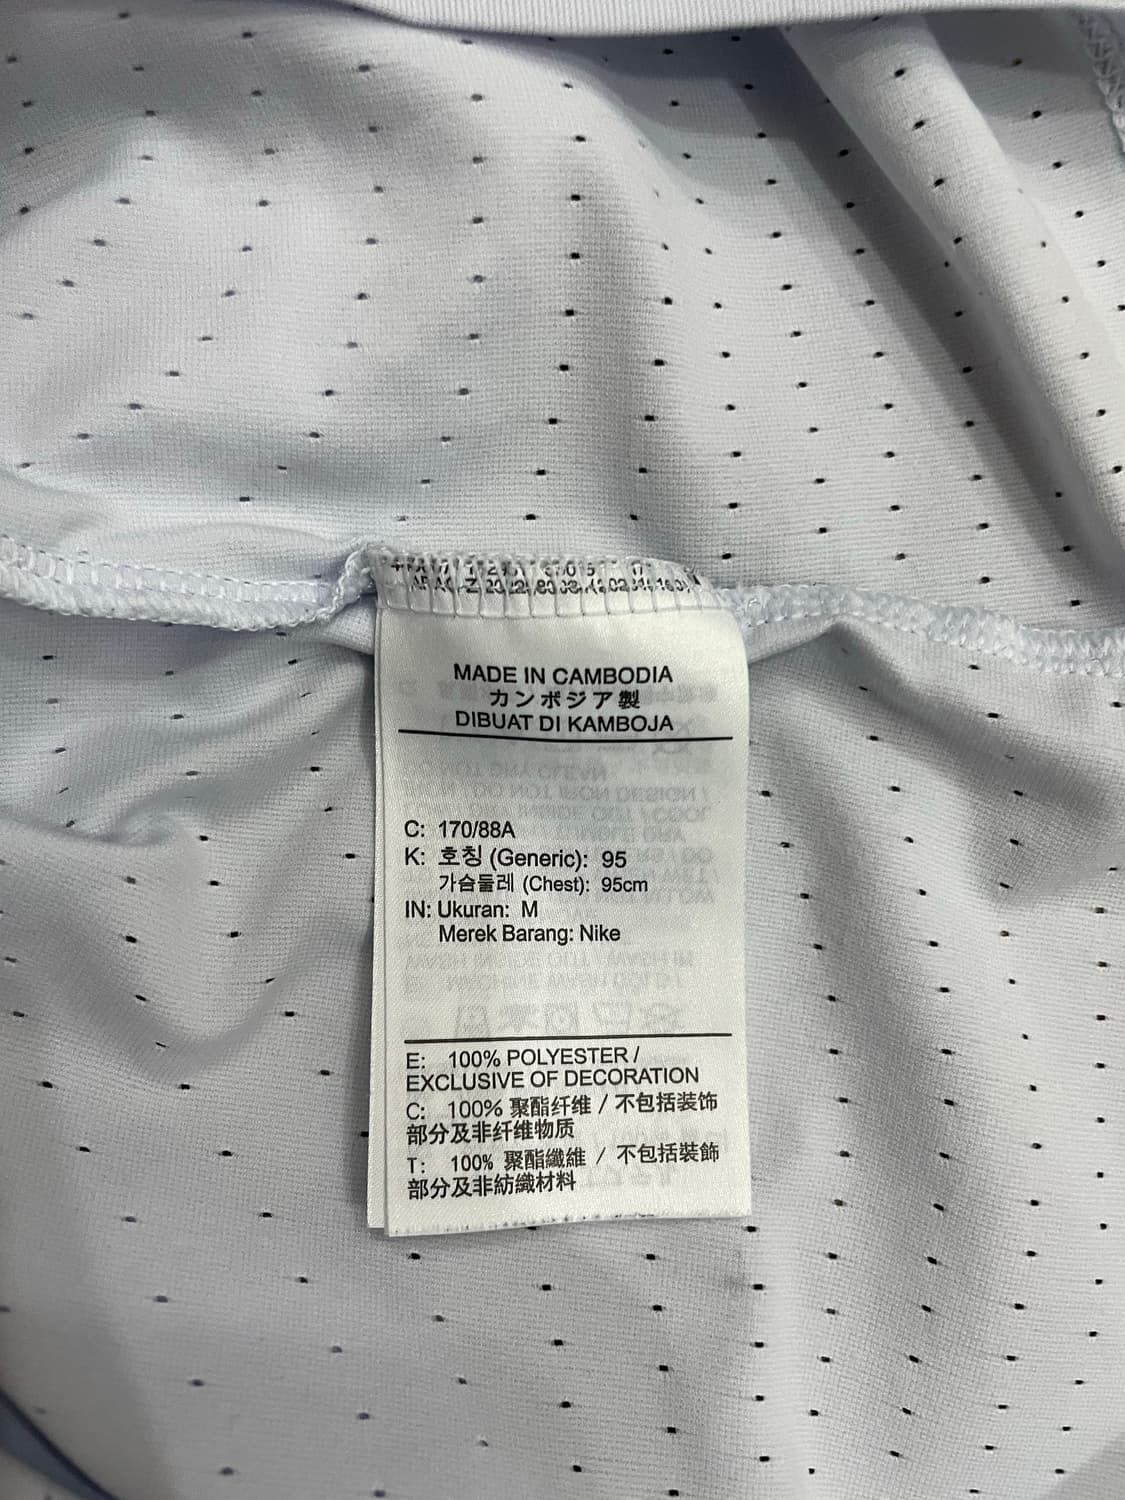 MADE IN CAMBODIA
カンボジア製
DIBUAT DI KAMBOJA
C: 170/88A
K: 호칭 (Generic): 95
가슴둘레 (Chest): 95cm
IN: Ukuran: M
Merek Barang: Nike
E: 100% POLYESTER /
EXCLUSIVE OF DECORATION
C: 100% 聚酯纤维 / 不包括装饰
部分及非纤维物质
T: 100% 聚酯纖維 / 不包括裝飾
部分及非紡織材料